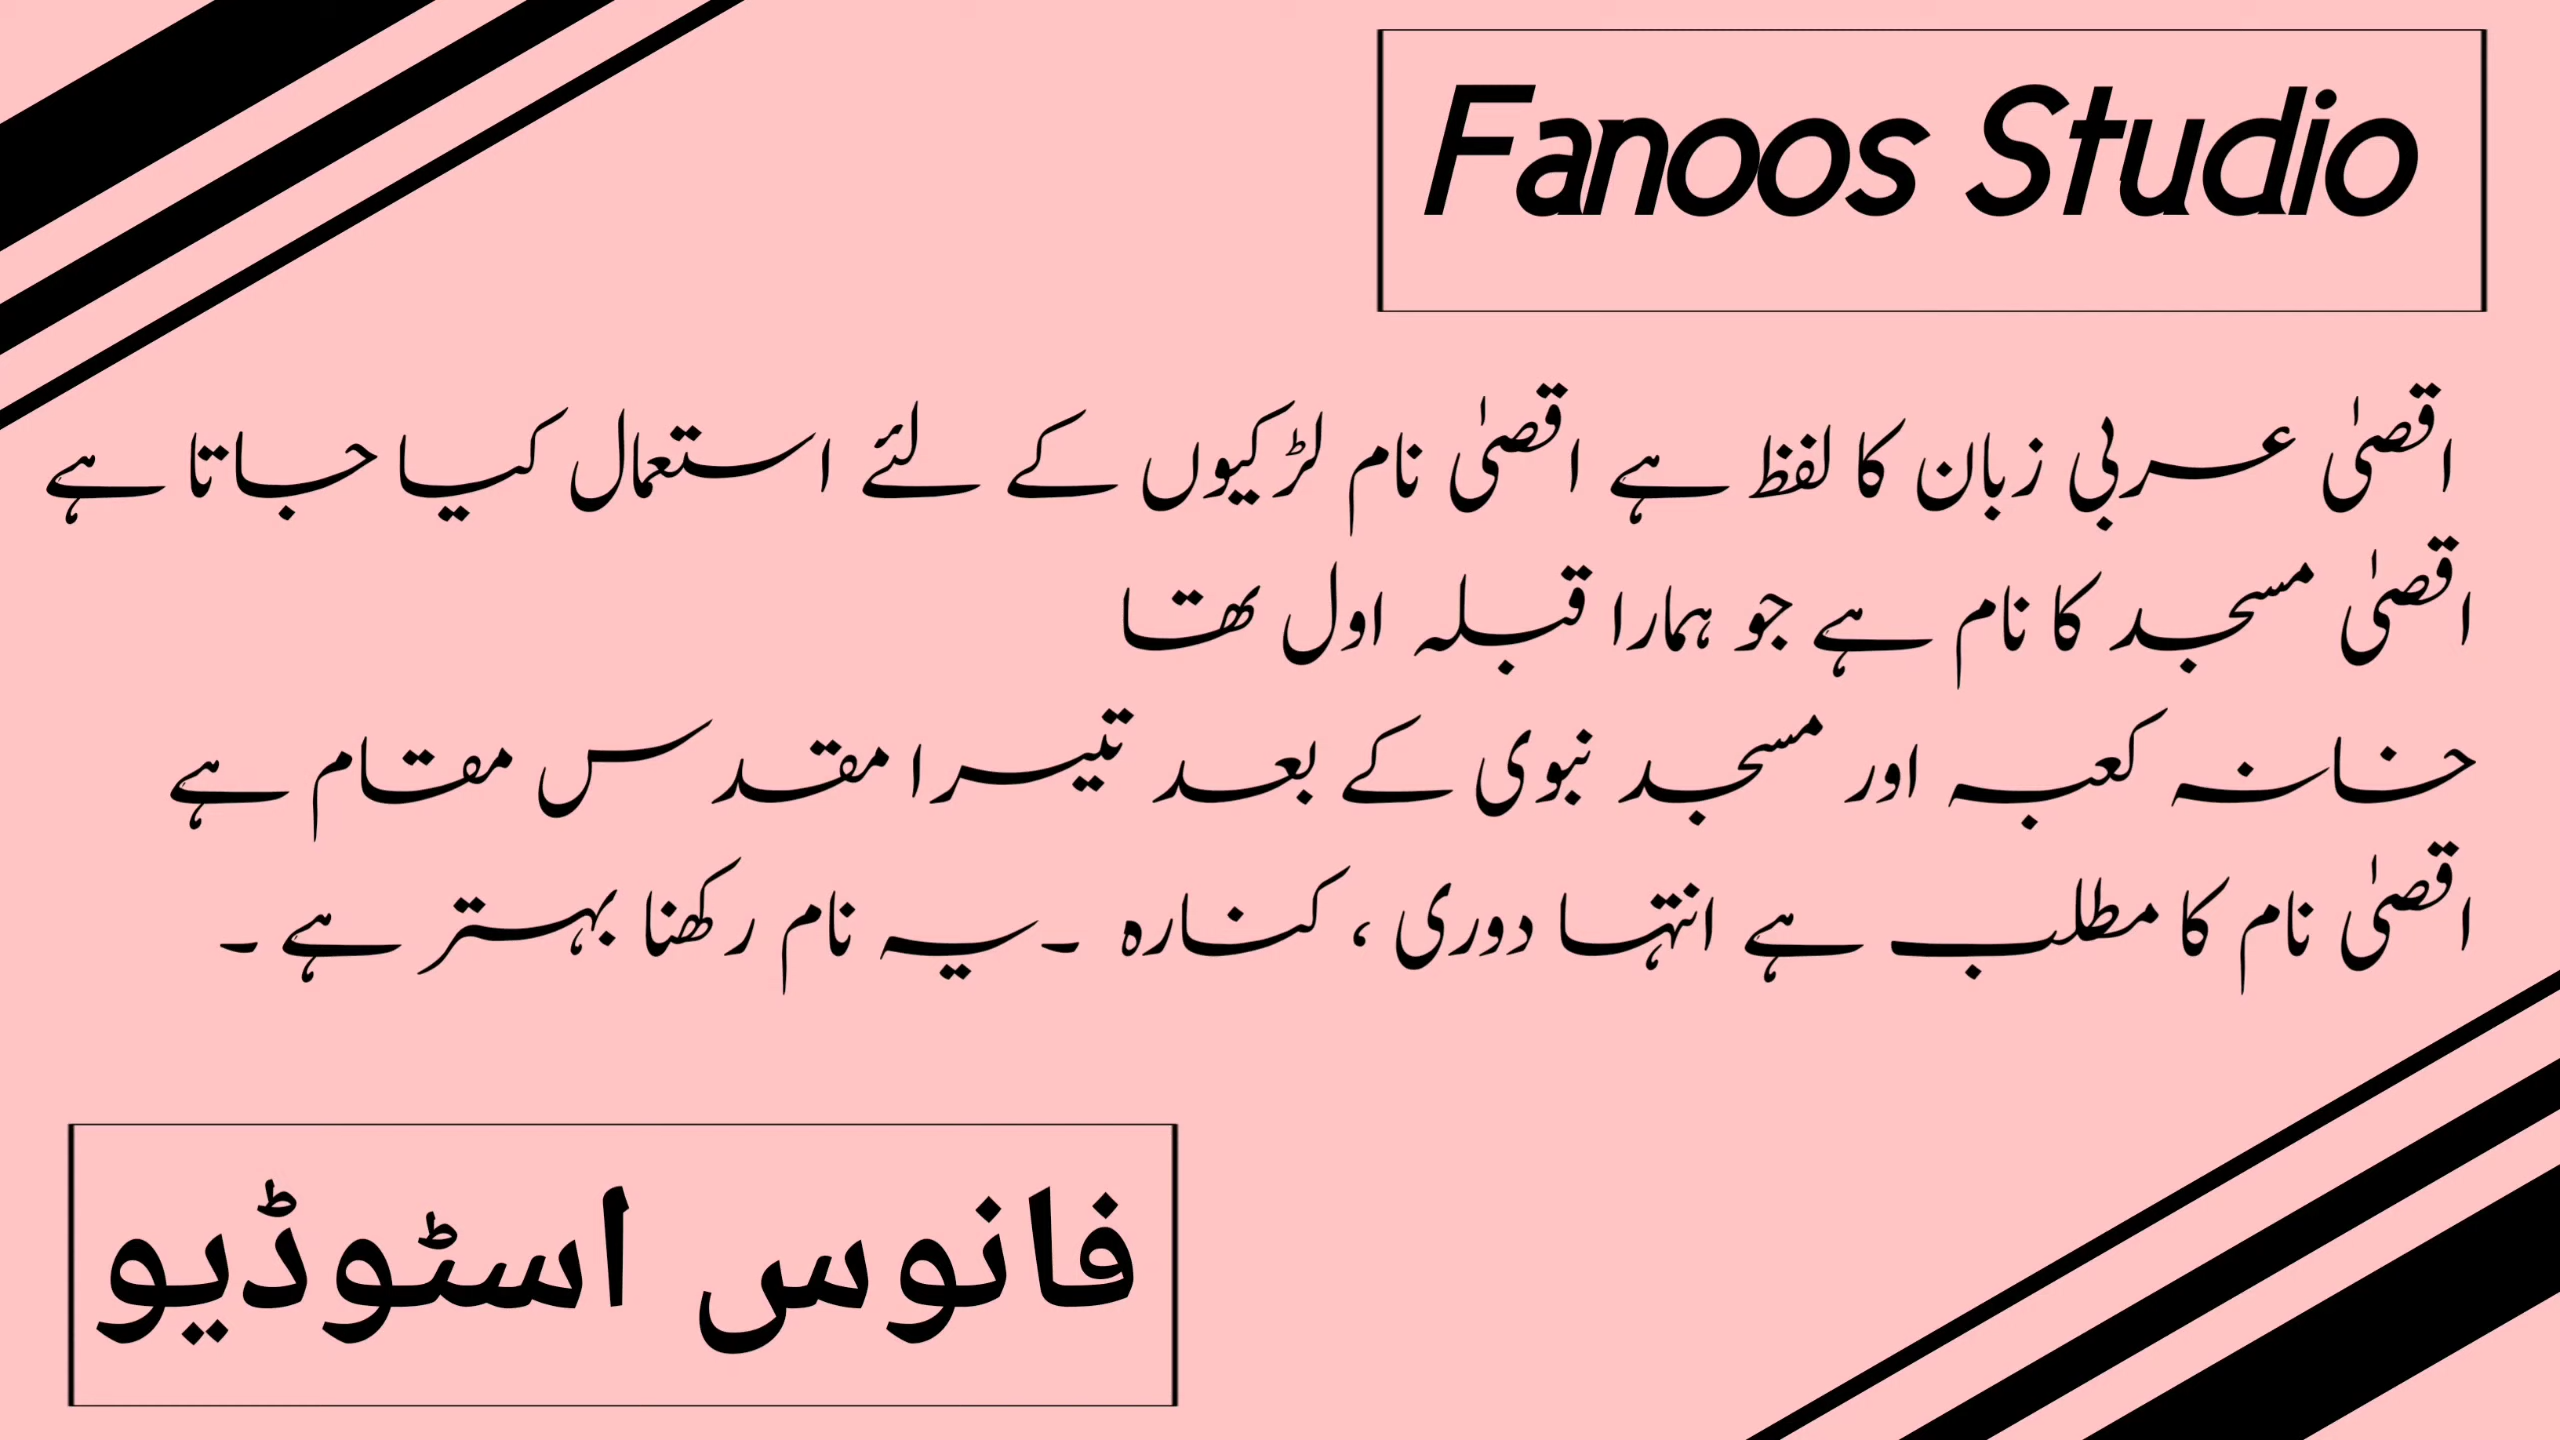 Fanoos Studio
اقصیٰ عربی زبان کا لفظ ہے اقصیٰ نام لڑکیوں کے لئے استعمال کیا جاتا ہے
اقصیٰ مسجد کا نام ہے جو ہمارا قبلہ اول تھا
خانہ کعبہ اور مسجد نبوی کے بعد تیسرا مقدس مقام ہے
اقصیٰ نام کا مطلب ہے انتہا دوری ، کنارہ ۔یہ نام رکھنا بہتر ہے ۔
فانوس اسٹوڈیو